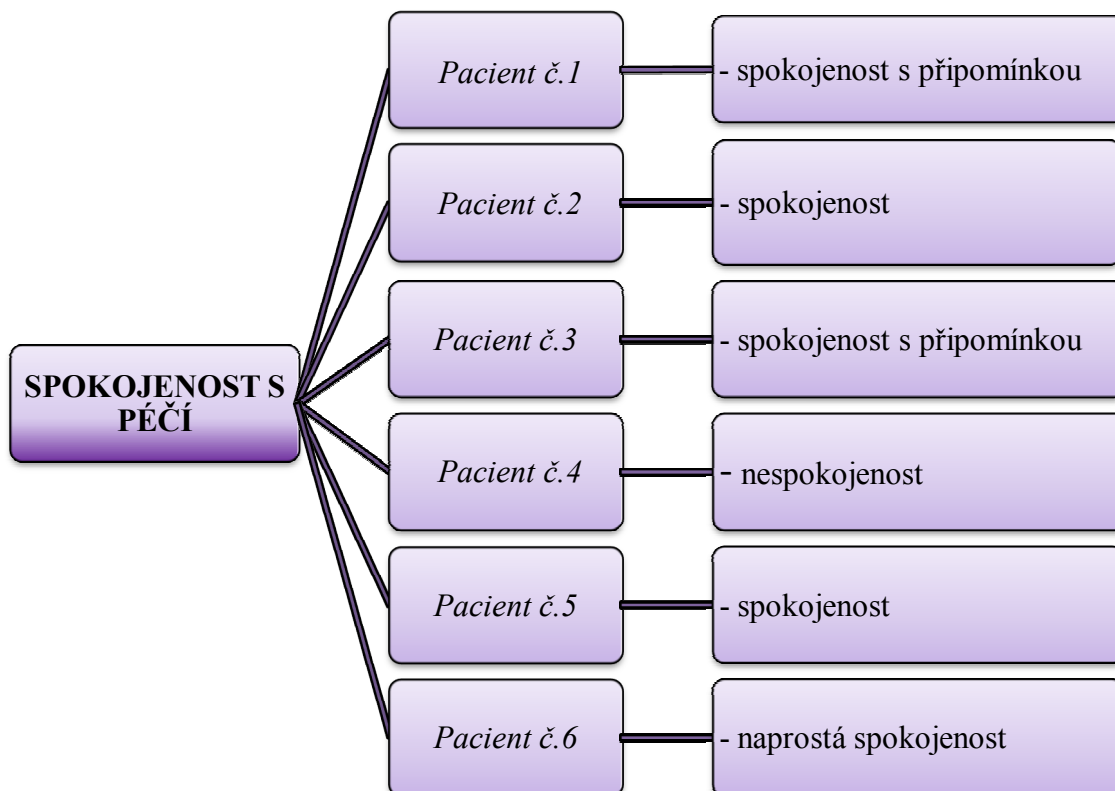 Pacient č.1
- spokojenost s připomínkou
Pacient č.2
- spokojenost
Pacient č.3
- spokojenost s připomínkou
SPOKOJENOST S
PÉČÍ
Pacient č.4
- nespokojenost
Pacient č.5
- spokojenost
Pacient č.6
- naprostá spokojenost